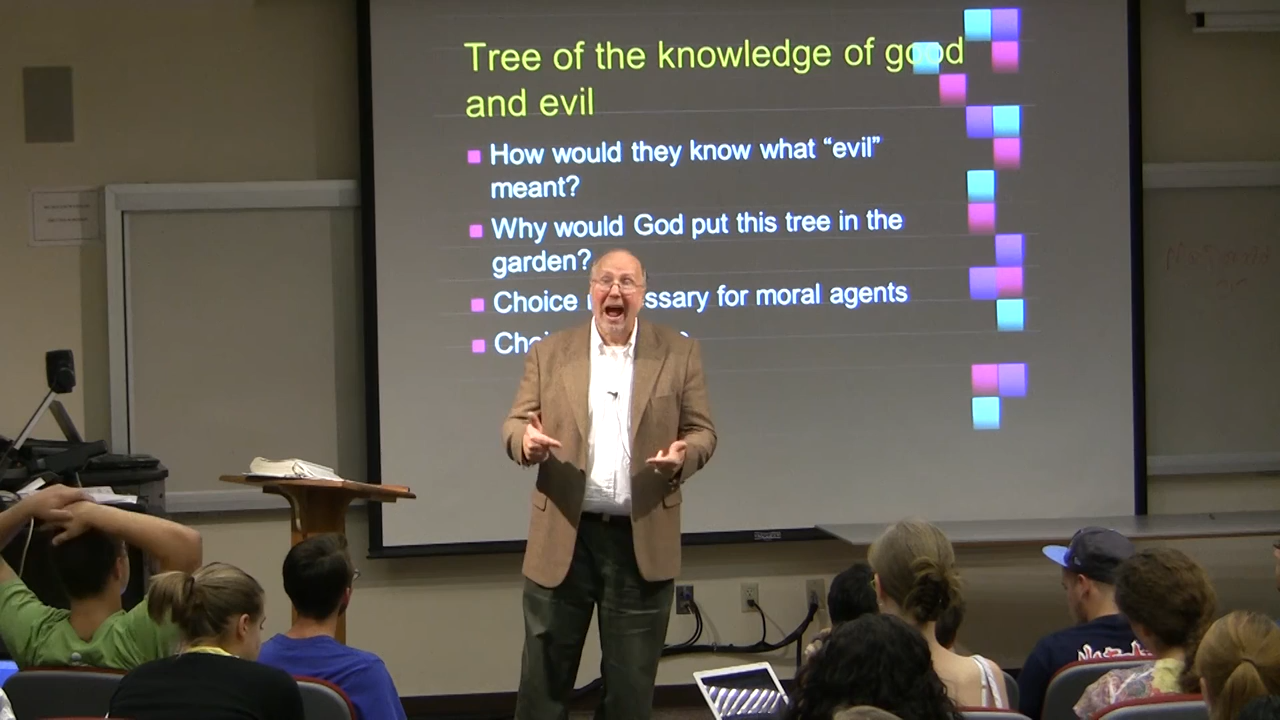 Tree of the knowledge of good
and evil
How would they know what “evil”
meant?
Why would God put this tree in the
garden?
Choice necessary for moral agents